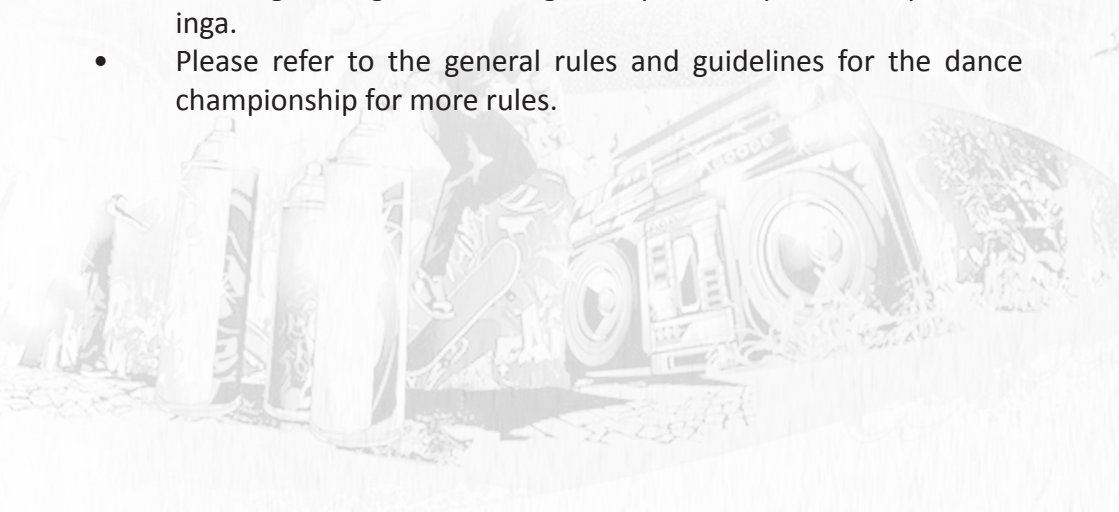 inga.
• Please refer to the general rules and guidelines for the dance
championship for more rules.